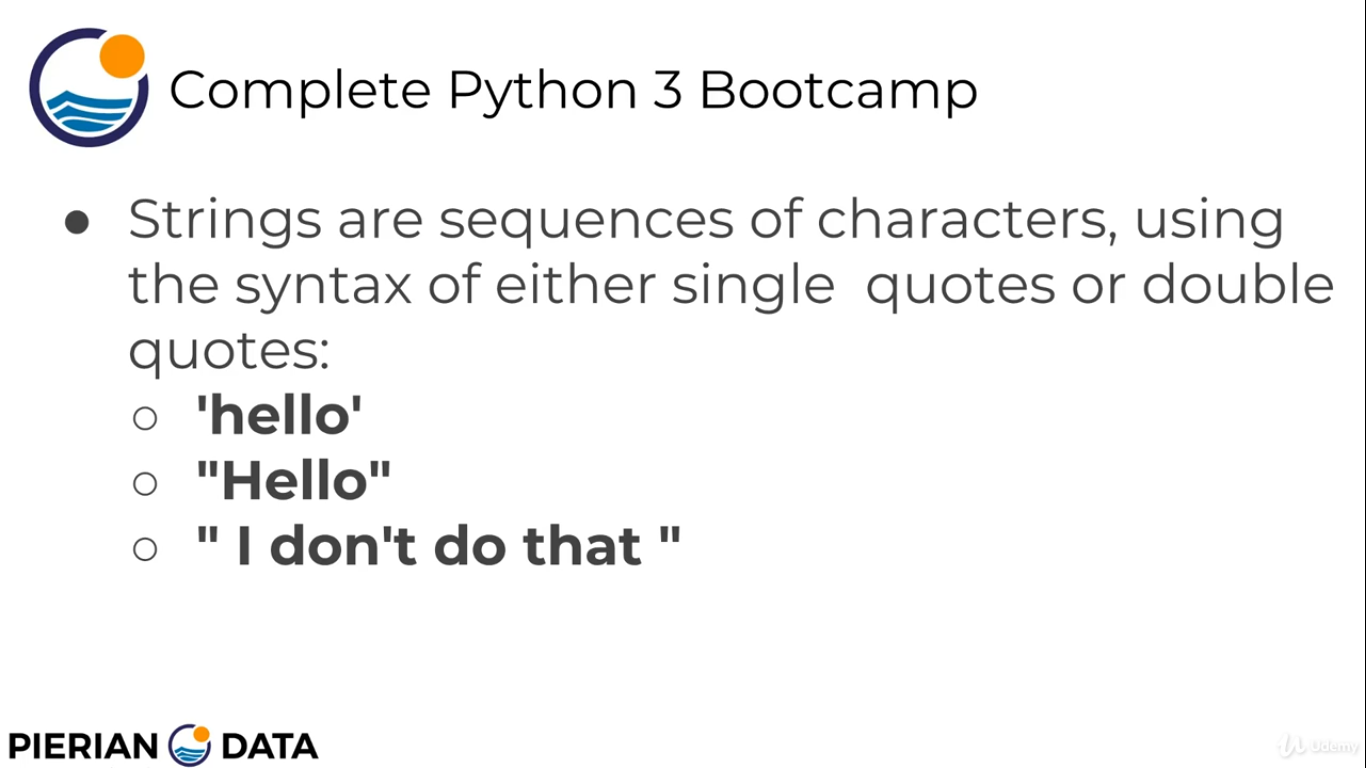 Complete Python 3 Bootcamp
● Strings are sequences of characters, using
the syntax of either single  quotes or double
quotes:
○ 'hello'
○ "Hello"
○ " I don't do that "
PIERIAN DATA
Udemy